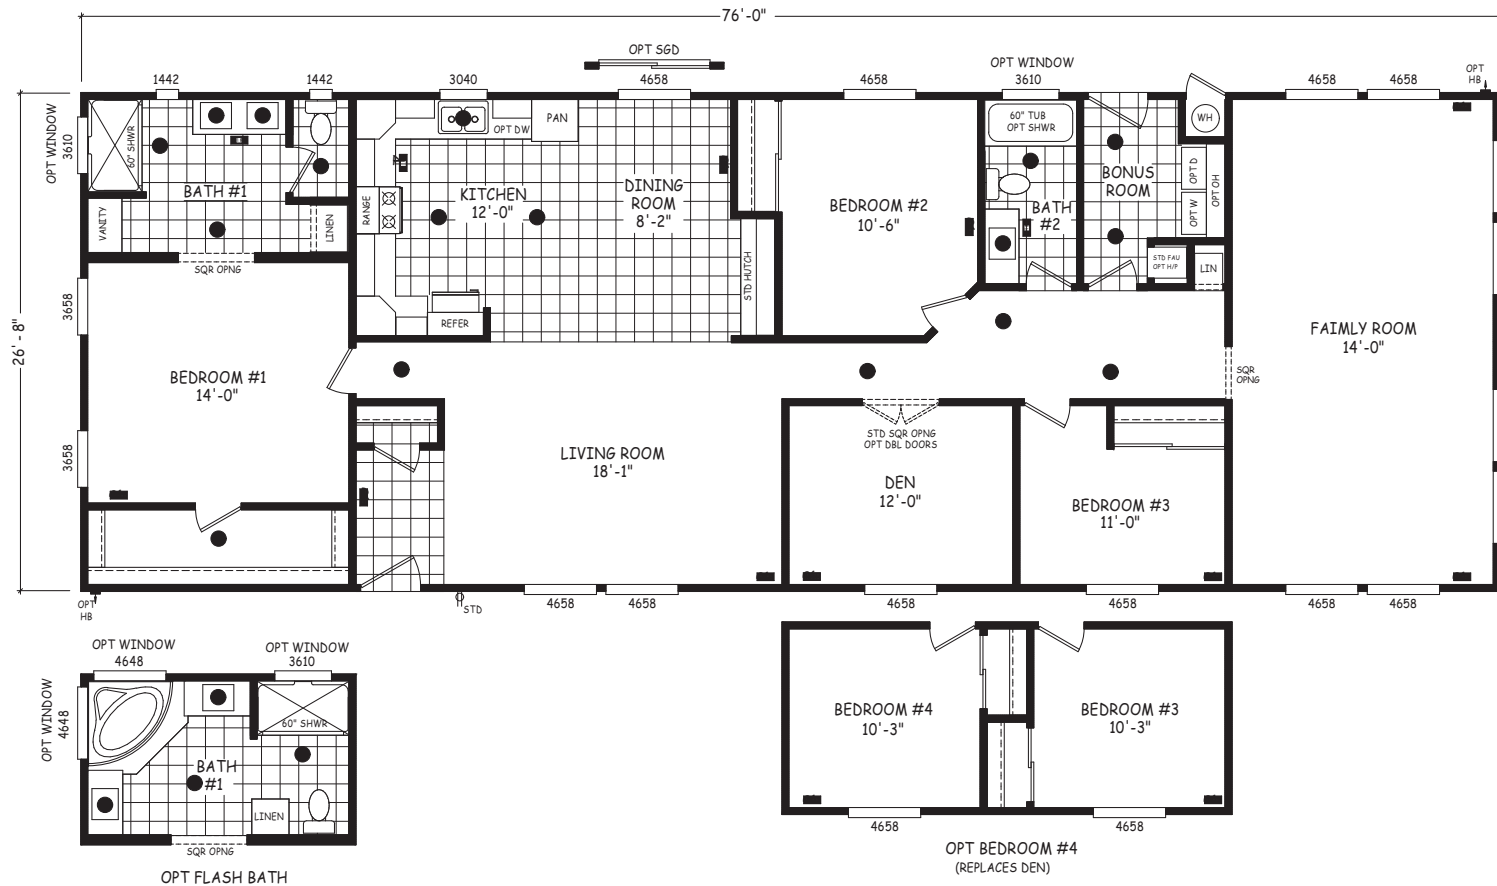 76'-0"
OPT SGD
OPT WINDOW
1442
1442
3040
4658
4658
3610
4658
4658
OPT
HB
OPT WINDOW
3610
60" SHWR
OPT DW
PAN
60" TUB
OPT SHWR
WH
BATH #1
VANITY
LINEN
RANGE
KITCHEN
12'-0"
DINING
ROOM
8'-2"
BEDROOM #2
10'-6"
BATH
#2
BONUS
ROOM
OPT D
OPT W
OPT OH
SQR OPNG
STD HUTCH
STD FAU
OPT H/P
LIN
REFER
3658
26'-8"
FAIMLY ROOM
14'-0"
BEDROOM #1
14'-0"
SQR
OPNG
3658
LIVING ROOM
18'-1"
STD SQR OPNG
OPT DBL DOORS
DEN
12'-0"
BEDROOM #3
11'-0"
OPT
HB
STD
4658
4658
4658
4658
4658
4658
OPT WINDOW
4648
OPT WINDOW
3610
OPT WINDOW
4648
60" SHWR
BATH
#1
LINEN
SQR OPNG
OPT FLASH BATH
BEDROOM #4
10'-3"
BEDROOM #3
10'-3"
4658
4658
OPT BEDROOM #4
(REPLACES DEN)